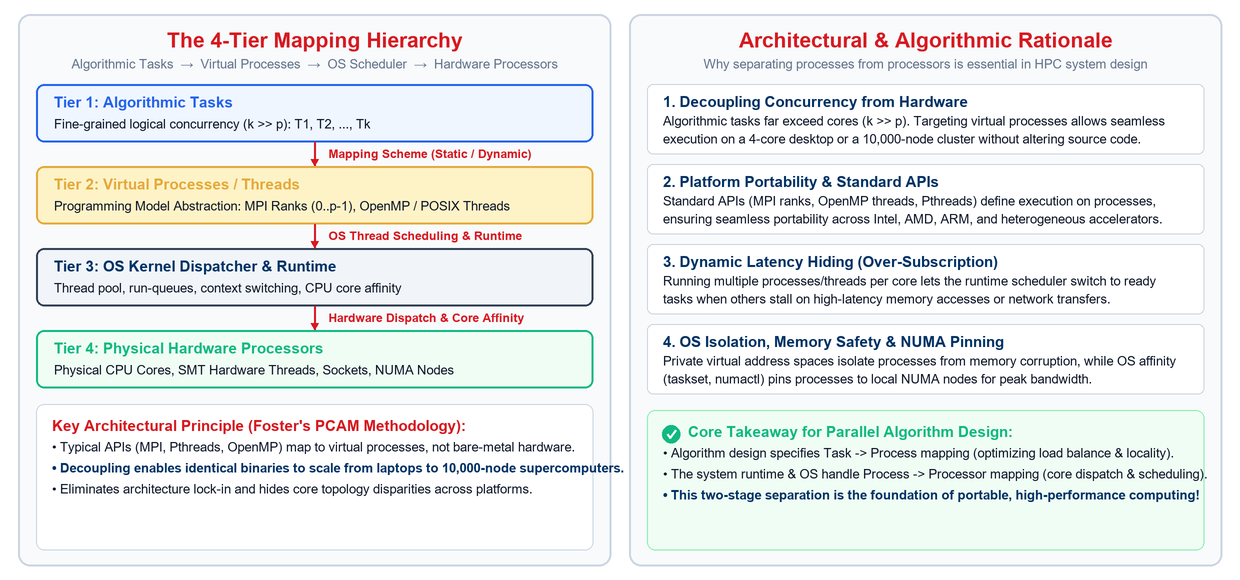 The 4-Tier Mapping Hierarchy
Algorithmic Tasks → Virtual Processes → OS Scheduler → Hardware Processors
Tier 1: Algorithmic Tasks
Fine-grained logical concurrency (k >> p): T1, T2, ..., Tk
Mapping Scheme (Static / Dynamic)
Tier 2: Virtual Processes / Threads
Programming Model Abstraction: MPI Ranks (0..p-1), OpenMP / POSIX Threads
OS Thread Scheduling & Runtime
Tier 3: OS Kernel Dispatcher & Runtime
Thread pool, run-queues, context switching, CPU core affinity
Hardware Dispatch & Core Affinity
Tier 4: Physical Hardware Processors
Physical CPU Cores, SMT Hardware Threads, Sockets, NUMA Nodes
Key Architectural Principle (Foster's PCAM Methodology):
• Typical APIs (MPI, Pthreads, OpenMP) map to virtual processes, not bare-metal hardware.
• Decoupling enables identical binaries to scale from laptops to 10,000-node supercomputers.
• Eliminates architecture lock-in and hides core topology disparities across platforms.
Architectural & Algorithmic Rationale
Why separating processes from processors is essential in HPC system design
1. Decoupling Concurrency from Hardware
Algorithmic tasks far exceed cores (k >> p). Targeting virtual processes allows seamless
execution on a 4-core desktop or a 10,000-node cluster without altering source code.
2. Platform Portability & Standard APIs
Standard APIs (MPI ranks, OpenMP threads, Pthreads) define execution on processes,
ensuring seamless portability across Intel, AMD, ARM, and heterogeneous accelerators.
3. Dynamic Latency Hiding (Over-Subscription)
Running multiple processes/threads per core lets the runtime scheduler switch to ready
tasks when others stall on high-latency memory accesses or network transfers.
4. OS Isolation, Memory Safety & NUMA Pinning
Private virtual address spaces isolate processes from memory corruption, while OS affinity
(taskset, numactl) pins processes to local NUMA nodes for peak bandwidth.
Core Takeaway for Parallel Algorithm Design:
• Algorithm design specifies Task -> Process mapping (optimizing load balance & locality).
• The system runtime & OS handle Process -> Processor mapping (core dispatch & scheduling).
• This two-stage separation is the foundation of portable, high-performance computing!